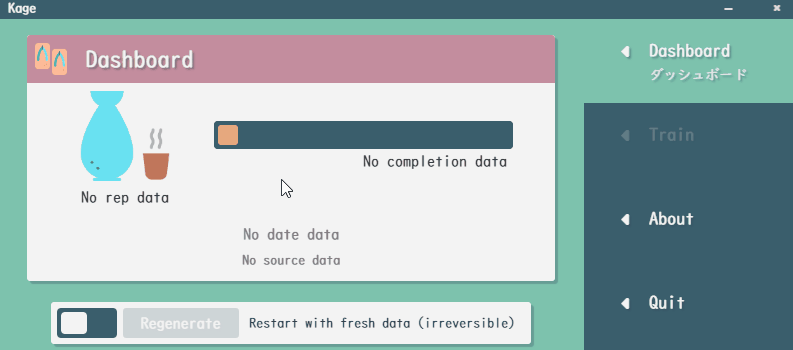 Kage
Dashboard
No rep data
No completion data
No date data
No source data
Regenerate
Restart with fresh data (irreversible)
Dashboard
ダッシュボード
Train
About
Quit